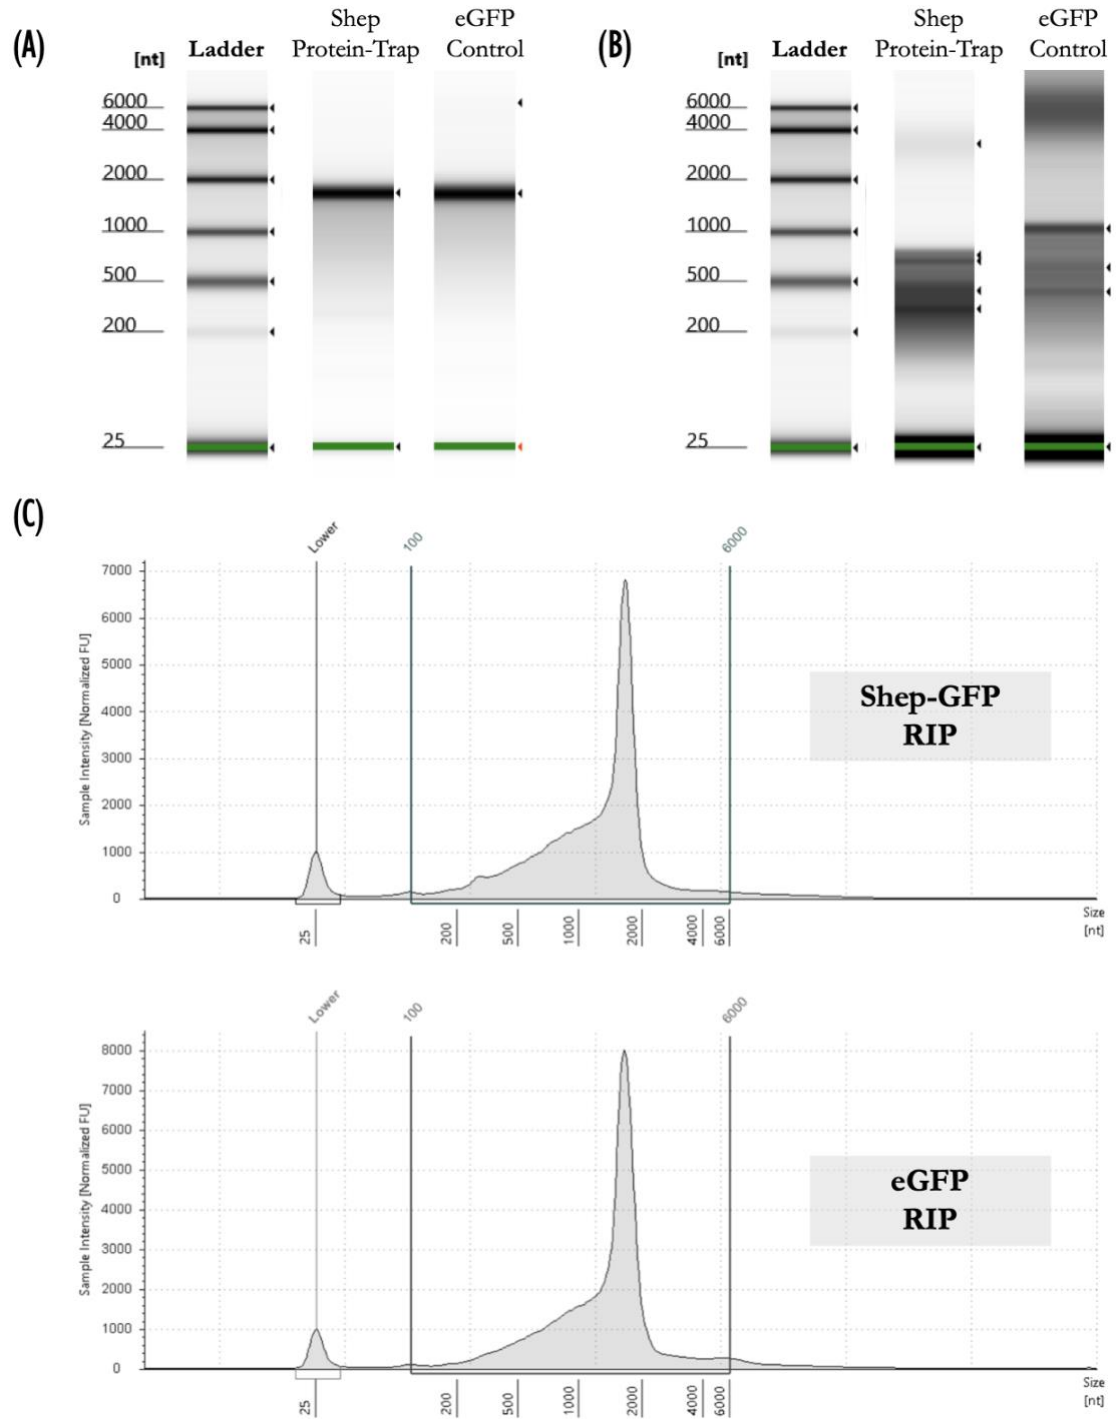 (A)
[nt]
Ladder
Shep
Protein-Trap
eGFP
Control
6000
4000
2000
1000
500
200
25
(B)
[nt]
Ladder
Shep
Protein-Trap
eGFP
Control
6000
4000
2000
1000
500
200
25
(C)
Lower
100
6000
Sample Intensity [Normalized FU]
7000
6000
5000
4000
3000
2000
1000
0
Shep-GFP
RIP
25
200
500
1000
2000
4000
6000
Size
[nt]
Lower
100
6000
Sample Intensity [Normalized FU]
8000
7000
6000
5000
4000
3000
2000
1000
0
eGFP
RIP
25
200
500
1000
2000
4000
6000
Size
[nt]